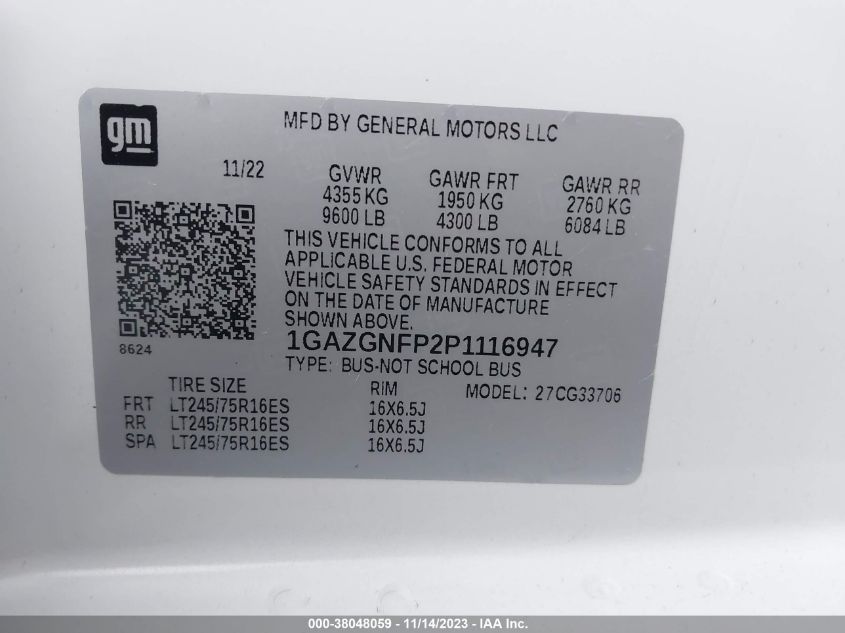 gm
MFD BY GENERAL MOTORS LLC
11/22
GVWR GAWR FRT GAWR RR
4355 KG 1950 KG 2760 KG
9600 LB 4300 LB 6084 LB
THIS VEHICLE CONFORMS TO ALL
APPLICABLE U.S. FEDERAL MOTOR
VEHICLE SAFETY STANDARDS IN EFFECT
ON THE DATE OF MANUFACTURE
SHOWN ABOVE.
8624
1GAZGNFP2P1116947
TYPE: BUS-NOT SCHOOL BUS
TIRE SIZE RIM MODEL: 27CG33706
FRT LT245/75R16ES 16X6.5J
RR LT245/75R16ES 16X6.5J
SPA LT245/75R16ES 16X6.5J
000-38048059 - 11/14/2023 - IAA Inc.